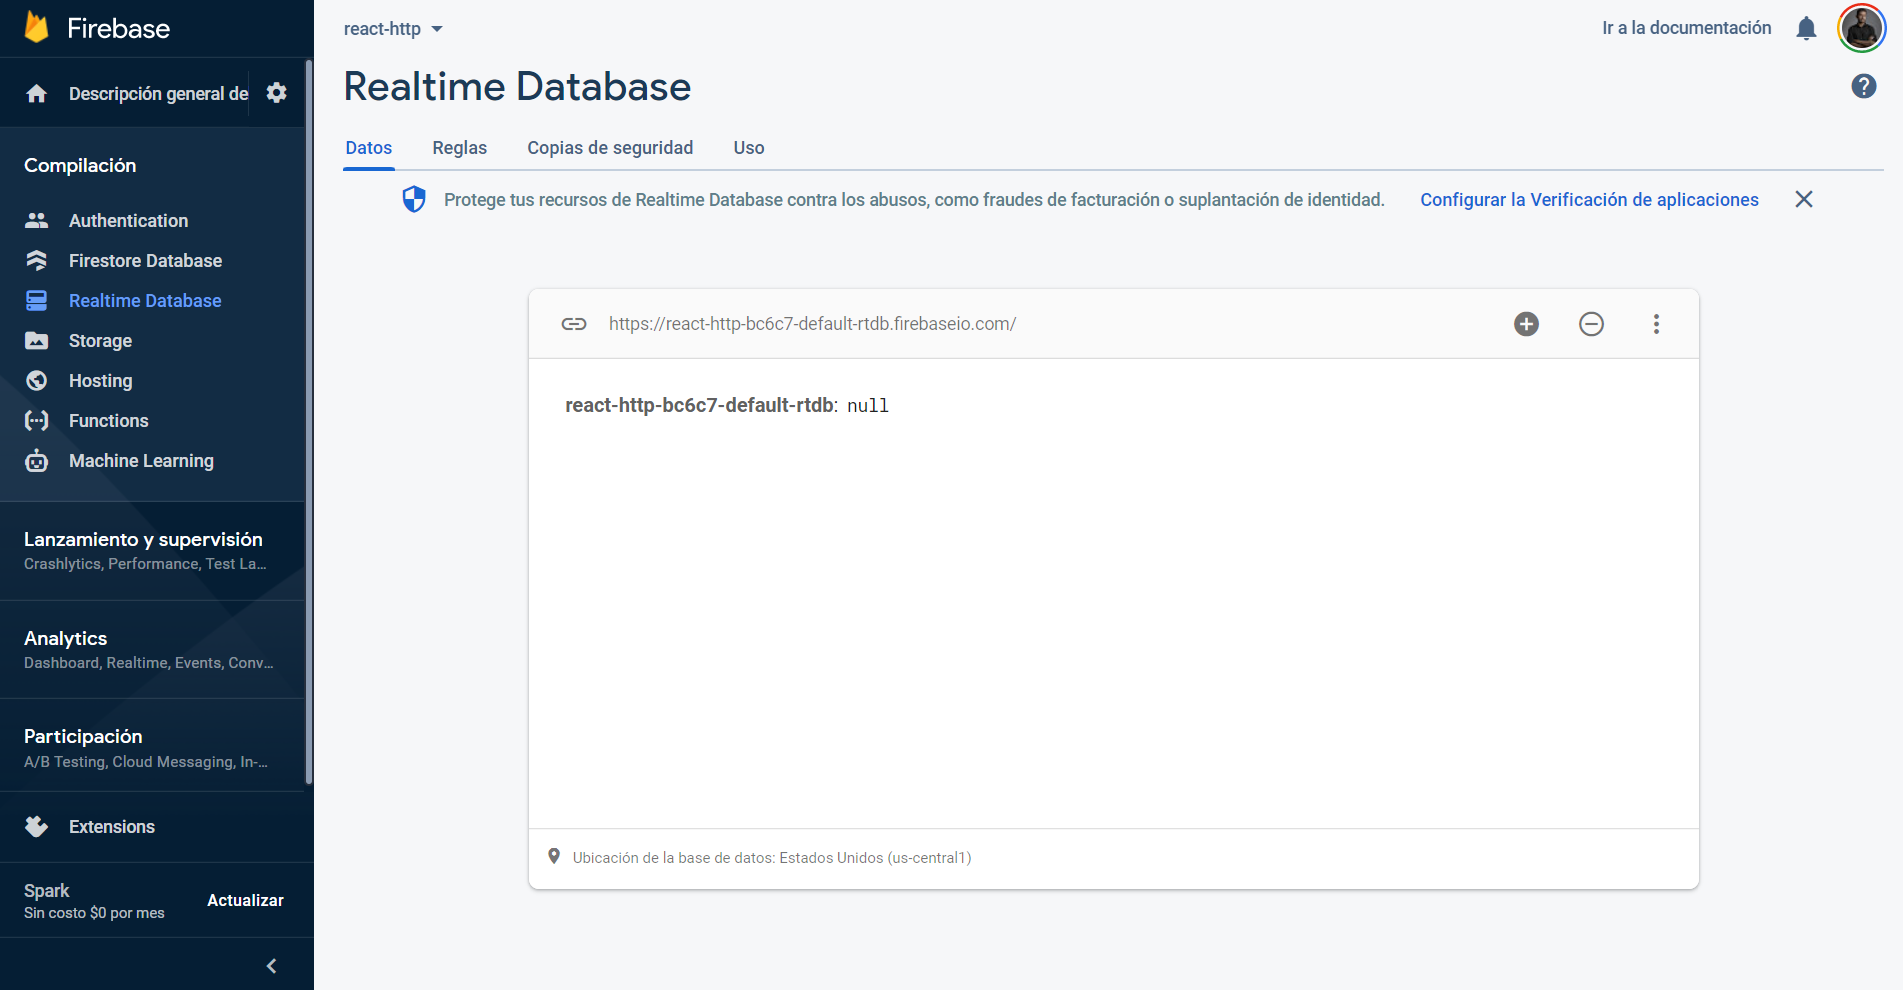 Firebase
Descripción general de
Compilación
Authentication
Firestore Database
Realtime Database
Storage
Hosting
Functions
Machine Learning
Lanzamiento y supervisión
Crashlytics, Performance, Test La...
Analytics
Dashboard, Realtime, Events, Conv...
Participación
A/B Testing, Cloud Messaging, In-...
Extensions
Spark
Sin costo $0 por mes
Actualizar
react-http
Ir a la documentación
Realtime Database
Datos Reglas Copias de seguridad Uso
Protege tus recursos de Realtime Database contra los abusos, como fraudes de facturación o suplantación de identidad. Configurar la Verificación de aplicaciones
https://react-http-bc6c7-default-rtdb.firebaseio.com/
react-http-bc6c7-default-rtdb: null
Ubicación de la base de datos: Estados Unidos (us-central1)